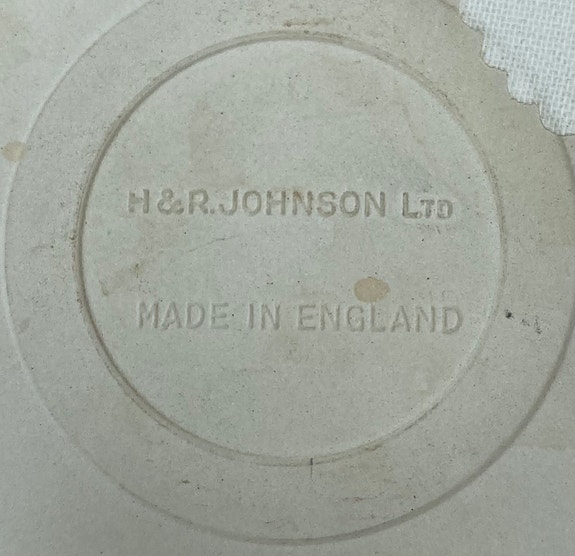 H & R. JOHNSON LTD
MADE IN ENGLAND